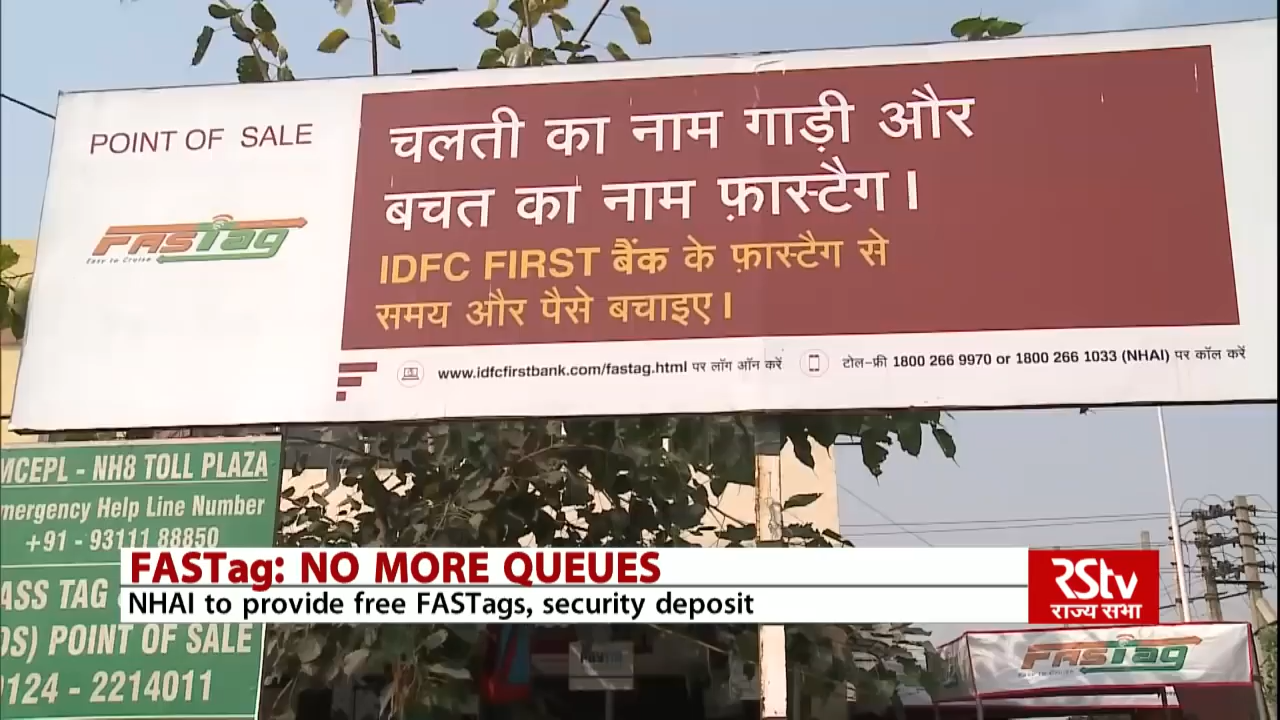 POINT OF SALE
FASTag
Easy to Cruise
चलती का नाम गाड़ी और
बचत का नाम फ़ास्टैग।
IDFC FIRST बैंक के फ़ास्टैग से
समय और पैसे बचाइए।
www.idfcfirstbank.com/fastag.html पर लॉग ऑन करें
टोल-फ्री 1800 266 9970 or 1800 266 1033 (NHAI) पर कॉल करें
MCEPL - NH8 TOLL PLAZA
mergency Help Line Number
+91 - 93111 88850
ASS TAG
OS) POINT OF SALE
0124 - 2214011
FASTag: NO MORE QUEUES
NHAI to provide free FASTags, security deposit
RStv
राज्य सभा
FASTag